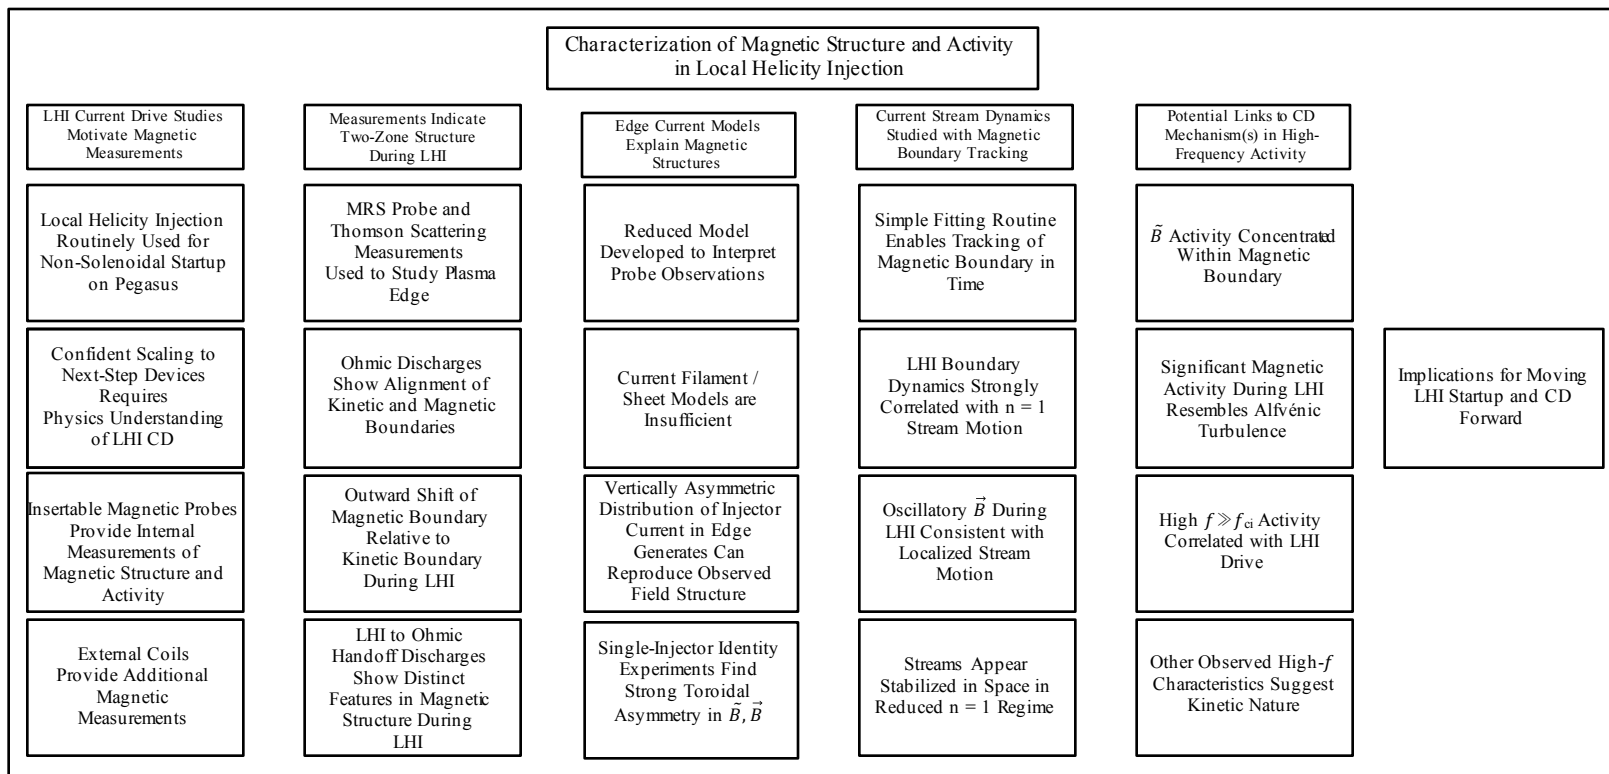 Characterization of Magnetic Structure and Activity
in Local Helicity Injection
LHI Current Drive Studies
Motivate Magnetic
Measurements
Local Helicity Injection
Routinely Used for
Non-Solenoidal Startup
on Pegasus
Confident Scaling to
Next-Step Devices
Requires
Physics Understanding
of LHI CD
Insertable Magnetic Probes
Provide Internal
Measurements of
Magnetic Structure and
Activity
External Coils
Provide Additional
Magnetic
Measurements
Measurements Indicate
Two-Zone Structure
During LHI
MRS Probe and
Thomson Scattering
Measurements
Used to Study Plasma
Edge
Ohmic Discharges
Show Alignment of
Kinetic and Magnetic
Boundaries
Outward Shift of
Magnetic Boundary
Relative to
Kinetic Boundary
During LHI
LHI to Ohmic
Handoff Discharges
Show Distinct
Features in Magnetic
Structure During
LHI
Edge Current Models
Explain Magnetic
Structures
Reduced Model
Developed to Interpret
Probe Observations
Current Filament /
Sheet Models are
Insufficient
Vertically Asymmetric
Distribution of Injector
Current in Edge
Generates Can
Reproduce Observed
Field Structure
Single-Injector Identity
Experiments Find
Strong Toroidal
Asymmetry in B̃, B⃗
Current Stream Dynamics
Studied with Magnetic
Boundary Tracking
Simple Fitting Routine
Enables Tracking of
Magnetic Boundary in
Time
LHI Boundary
Dynamics Strongly
Correlated with n = 1
Stream Motion
Oscillatory B⃗ During
LHI Consistent with
Localized Stream
Motion
Streams Appear
Stabilized in Space in
Reduced n = 1 Regime
Potential Links to CD
Mechanism(s) in High-
Frequency Activity
B̃ Activity Concentrated
Within Magnetic
Boundary
Significant Magnetic
Activity During LHI
Resembles Alfvénic
Turbulence
High f ≫ f_ci Activity
Correlated with LHI
Drive
Other Observed High-f
Characteristics Suggest
Kinetic Nature
Implications for Moving
LHI Startup and CD
Forward